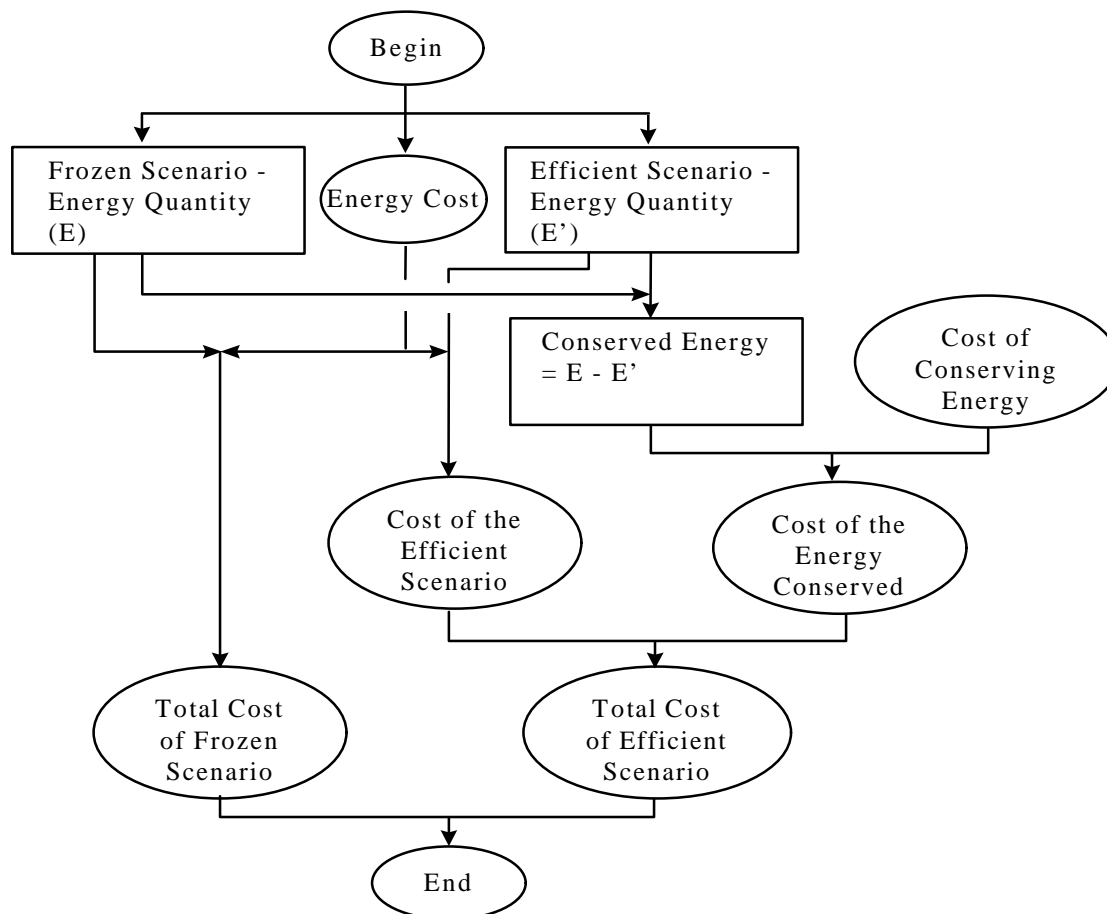 Begin
Frozen Scenario -
Energy Quantity
(E)
Energy Cost
Efficient Scenario -
Energy Quantity
(E’)
Conserved Energy
= E - E’
Cost of
Conserving
Energy
Cost of the
Efficient
Scenario
Cost of the
Energy
Conserved
Total Cost
of Frozen
Scenario
Total Cost
of Efficient
Scenario
End